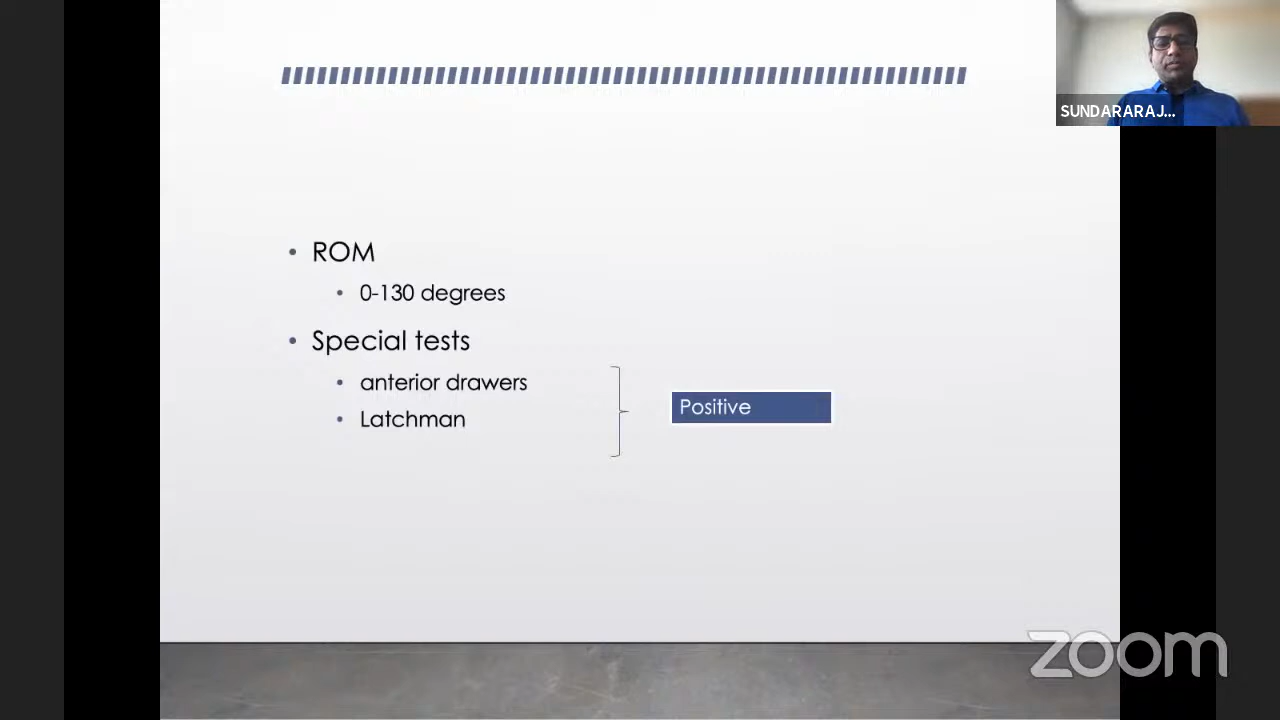 SUNDARARAJ...
• ROM
• 0-130 degrees
• Special tests
• anterior drawers
• Latchman
Positive
zoom